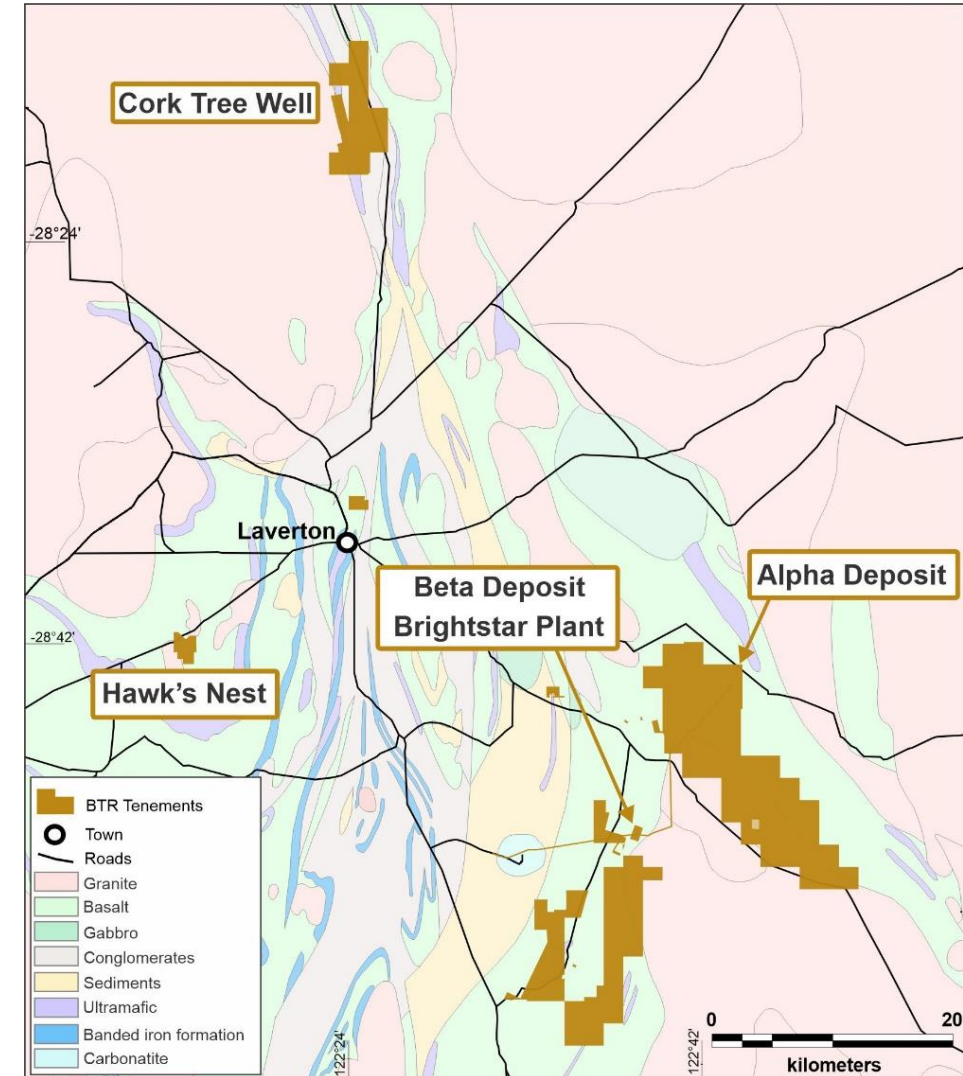 Cork Tree Well
-28°24'
Laverton
Beta Deposit
Brightstar Plant
Alpha Deposit
-28°42'
Hawk's Nest
BTR Tenements
Town
Roads
Granite
Basalt
Gabbro
Conglomerates
Sediments
Ultramafic
Banded iron formation
Carbonatite
122°24'
122°42'
0 20
kilometers